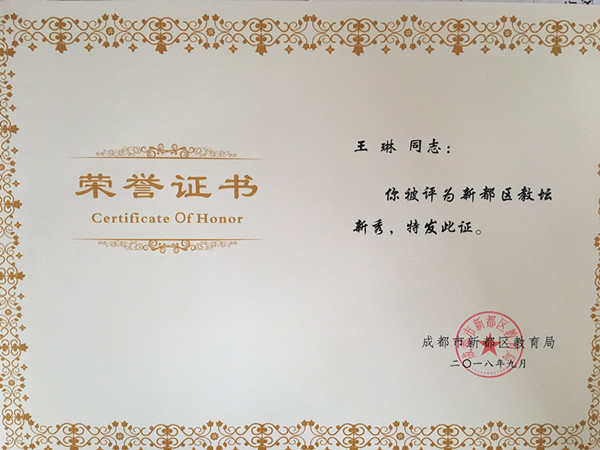 荣誉证书
Certificate Of Honor
王 琳 同志：
你被评为新都区教坛
新秀，特发此证。
成都市新都区教育局
二〇一八年九月